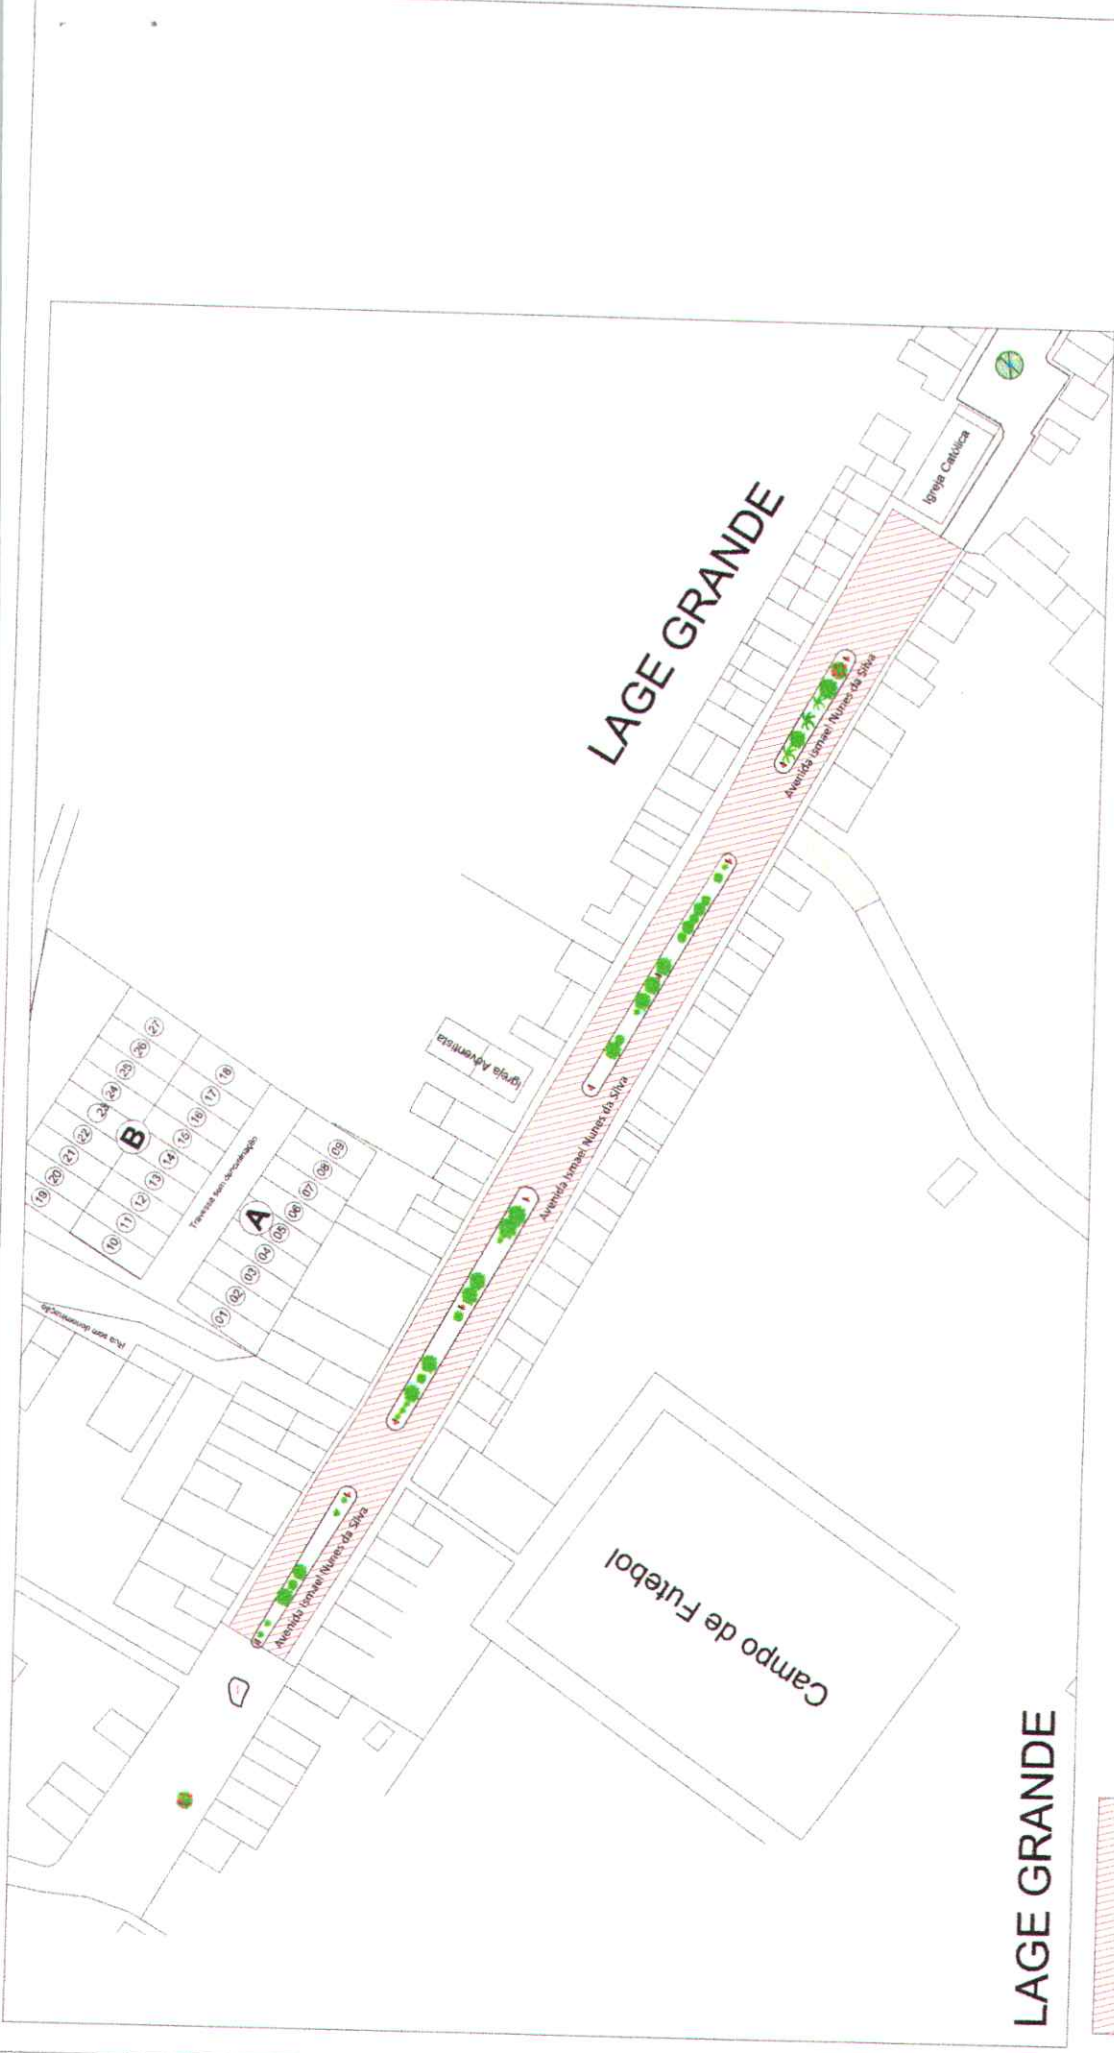 LAGE GRANDE
Igreja Católica
Avenida Ismael Nunes da Silva
Avenida Ismael Nunes da Silva
Avenida Ismael Nunes da Silva
Igreja Adventista
19 20 21 22 23 24 25 26 27
B
10 11 12 13 14 15 16 17 18
Travessa sem denominação
A
01 02 03 04 05 06 07 08 09
Rua sem denominação
Campo de Futebol
LAGE GRANDE